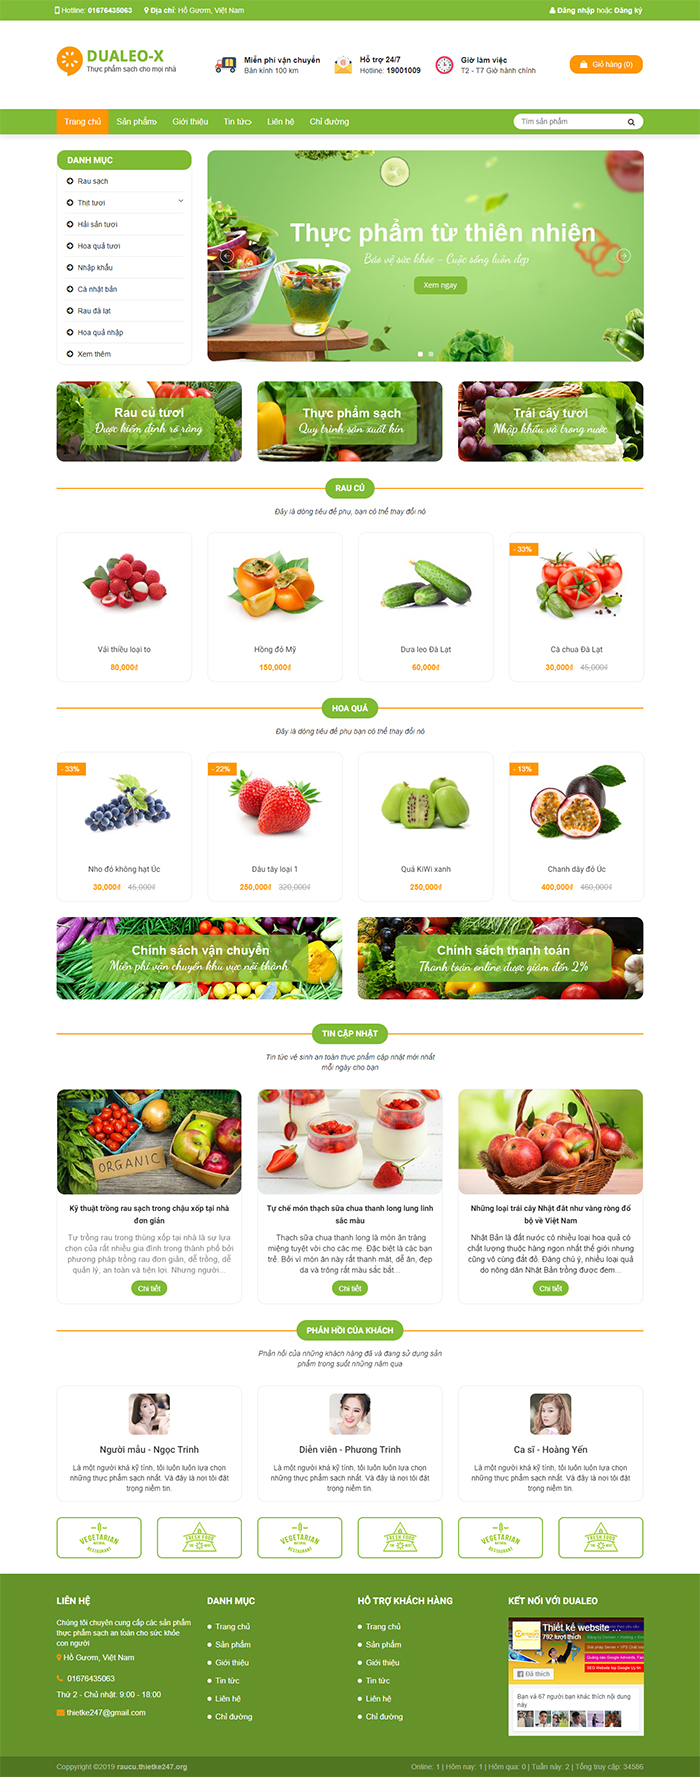 Hotline: 01676435063 Địa chỉ: Hồ Gươm, Việt Nam Đăng nhập hoặc Đăng ký
DUALEO-X
Thực phẩm sạch cho mọi nhà
Miễn phí vận chuyển
Bán kính 100 km
Hỗ trợ 24/7
Hotline: 19001009
Giờ làm việc
T2 - T7 Giờ hành chính
Giỏ hàng (0)
Trang chủ Sản phẩm Giới thiệu Tin tức Liên hệ Chỉ đường
Tìm sản phẩm
DANH MỤC
Rau sạch
Thịt tươi
Hải sản tươi
Hoa quả tươi
Nhập khẩu
Cà nhật bản
Rau đà lạt
Hoa quả nhập
Xem thêm
Thực phẩm từ thiên nhiên
Bảo vệ sức khỏe - Cuộc sống luôn đẹp
Xem ngay
Rau củ tươi
Được kiểm định rõ ràng
Thực phẩm sạch
Quy trình sản xuất kín
Trái cây tươi
Nhập khẩu và trong nước
RAU CỦ
Đây là dòng tiêu đề phụ, bạn có thể thay đổi nó
Vải thiều loại to
80,000₫
Hồng đỏ Mỹ
150,000₫
Dưa leo Đà Lạt
60,000₫
- 33%
Cà chua Đà Lạt
30,000₫ 45,000₫
HOA QUẢ
Đây là dòng tiêu đề phụ bạn có thể thay đổi nó
- 33%
Nho đỏ không hạt Úc
30,000₫ 45,000₫
- 22%
Dâu tây loại 1
250,000₫ 320,000₫
Quả KiWi xanh
250,000₫
- 13%
Chanh dây đỏ Úc
400,000₫ 460,000₫
Chính sách vận chuyển
Miễn phí vận chuyển khu vực nội thành
Chính sách thanh toán
Thanh toán online được giảm đến 2%
TIN CẬP NHẬT
Tin tức vệ sinh an toàn thực phẩm cập nhật mới nhất
mỗi ngày cho bạn
ORGANIC
Kỹ thuật trồng rau sạch trong chậu xốp tại nhà
đơn giản
Tự trồng rau trong thùng xốp tại nhà là sự lựa
chọn của rất nhiều gia đình trong thành phố bởi
phương pháp trồng rau đơn giản, dễ trồng, dễ
quản lý, an toàn và tiện lợi. Nhưng người...
Chi tiết
Tự chế món thạch sữa chua thanh long lung linh
sắc màu
Thạch sữa chua thanh long là món ăn tráng
miệng tuyệt vời cho các mẹ. Đặc biệt là các bạn
trẻ. Bởi vì món ăn này rất thanh mát, dễ ăn, đẹp
da và trông rất màu sắc bắt...
Chi tiết
Những loại trái cây Nhật đắt như vàng ròng đổ
bộ về Việt Nam
Nhật Bản là đất nước có nhiều loại hoa quả có
chất lượng thuộc hàng ngon nhất thế giới nhưng
cũng vô cùng đắt đỏ. Đáng chú ý, nhiều loại quả
do nông dân Nhật Bản trồng được đem...
Chi tiết
PHẢN HỒI CỦA KHÁCH
Phản hồi của những khách hàng đã và đang sử dụng sản
phẩm trong suốt những năm qua
Người mẫu - Ngọc Trinh
Là một người khá kỹ tính, tôi luôn luôn lựa chọn
những thực phẩm sạch nhất. Và đây là nơi tôi đặt
trọng niềm tin.
Diễn viên - Phương Trinh
Là một người khá kỹ tính, tôi luôn luôn lựa chọn
những thực phẩm sạch nhất. Và đây là nơi tôi đặt
trọng niềm tin.
Ca sĩ - Hoàng Yến
Là một người khá kỹ tính, tôi luôn luôn lựa chọn
những thực phẩm sạch nhất. Và đây là nơi tôi đặt
trọng niềm tin.
VEGETARIAN
NATURAL
RESTAURANT
FRESH FOOD
THE BEST
VEGETARIAN
NATURAL
RESTAURANT
FRESH FOOD
THE BEST
VEGETARIAN
NATURAL
RESTAURANT
FRESH FOOD
THE BEST
LIÊN HỆ
Chúng tôi chuyên cung cấp các sản phẩm
thực phẩm sạch an toàn cho sức khỏe
con người
Hồ Gươm, Việt Nam
01676435063
Thứ 2 - Chủ nhật: 9:00 - 18:00
thietke247@gmail.com
DANH MỤC
Trang chủ
Sản phẩm
Giới thiệu
Tin tức
Liên hệ
Chỉ đường
HỖ TRỢ KHÁCH HÀNG
Trang chủ
Sản phẩm
Giới thiệu
Tin tức
Liên hệ
Chỉ đường
KẾT NỐI VỚI DUALEO
Thiết kế website ...
792 lượt thích
Đã thích
Bạn và 67 người bạn khác thích nội dung
này
Coppyright ©2019 raucu.thietke247.org
Online: 1 | Hôm nay: 1 | Hôm qua: 0 | Tuần này: 2 | Tổng truy cập: 34586